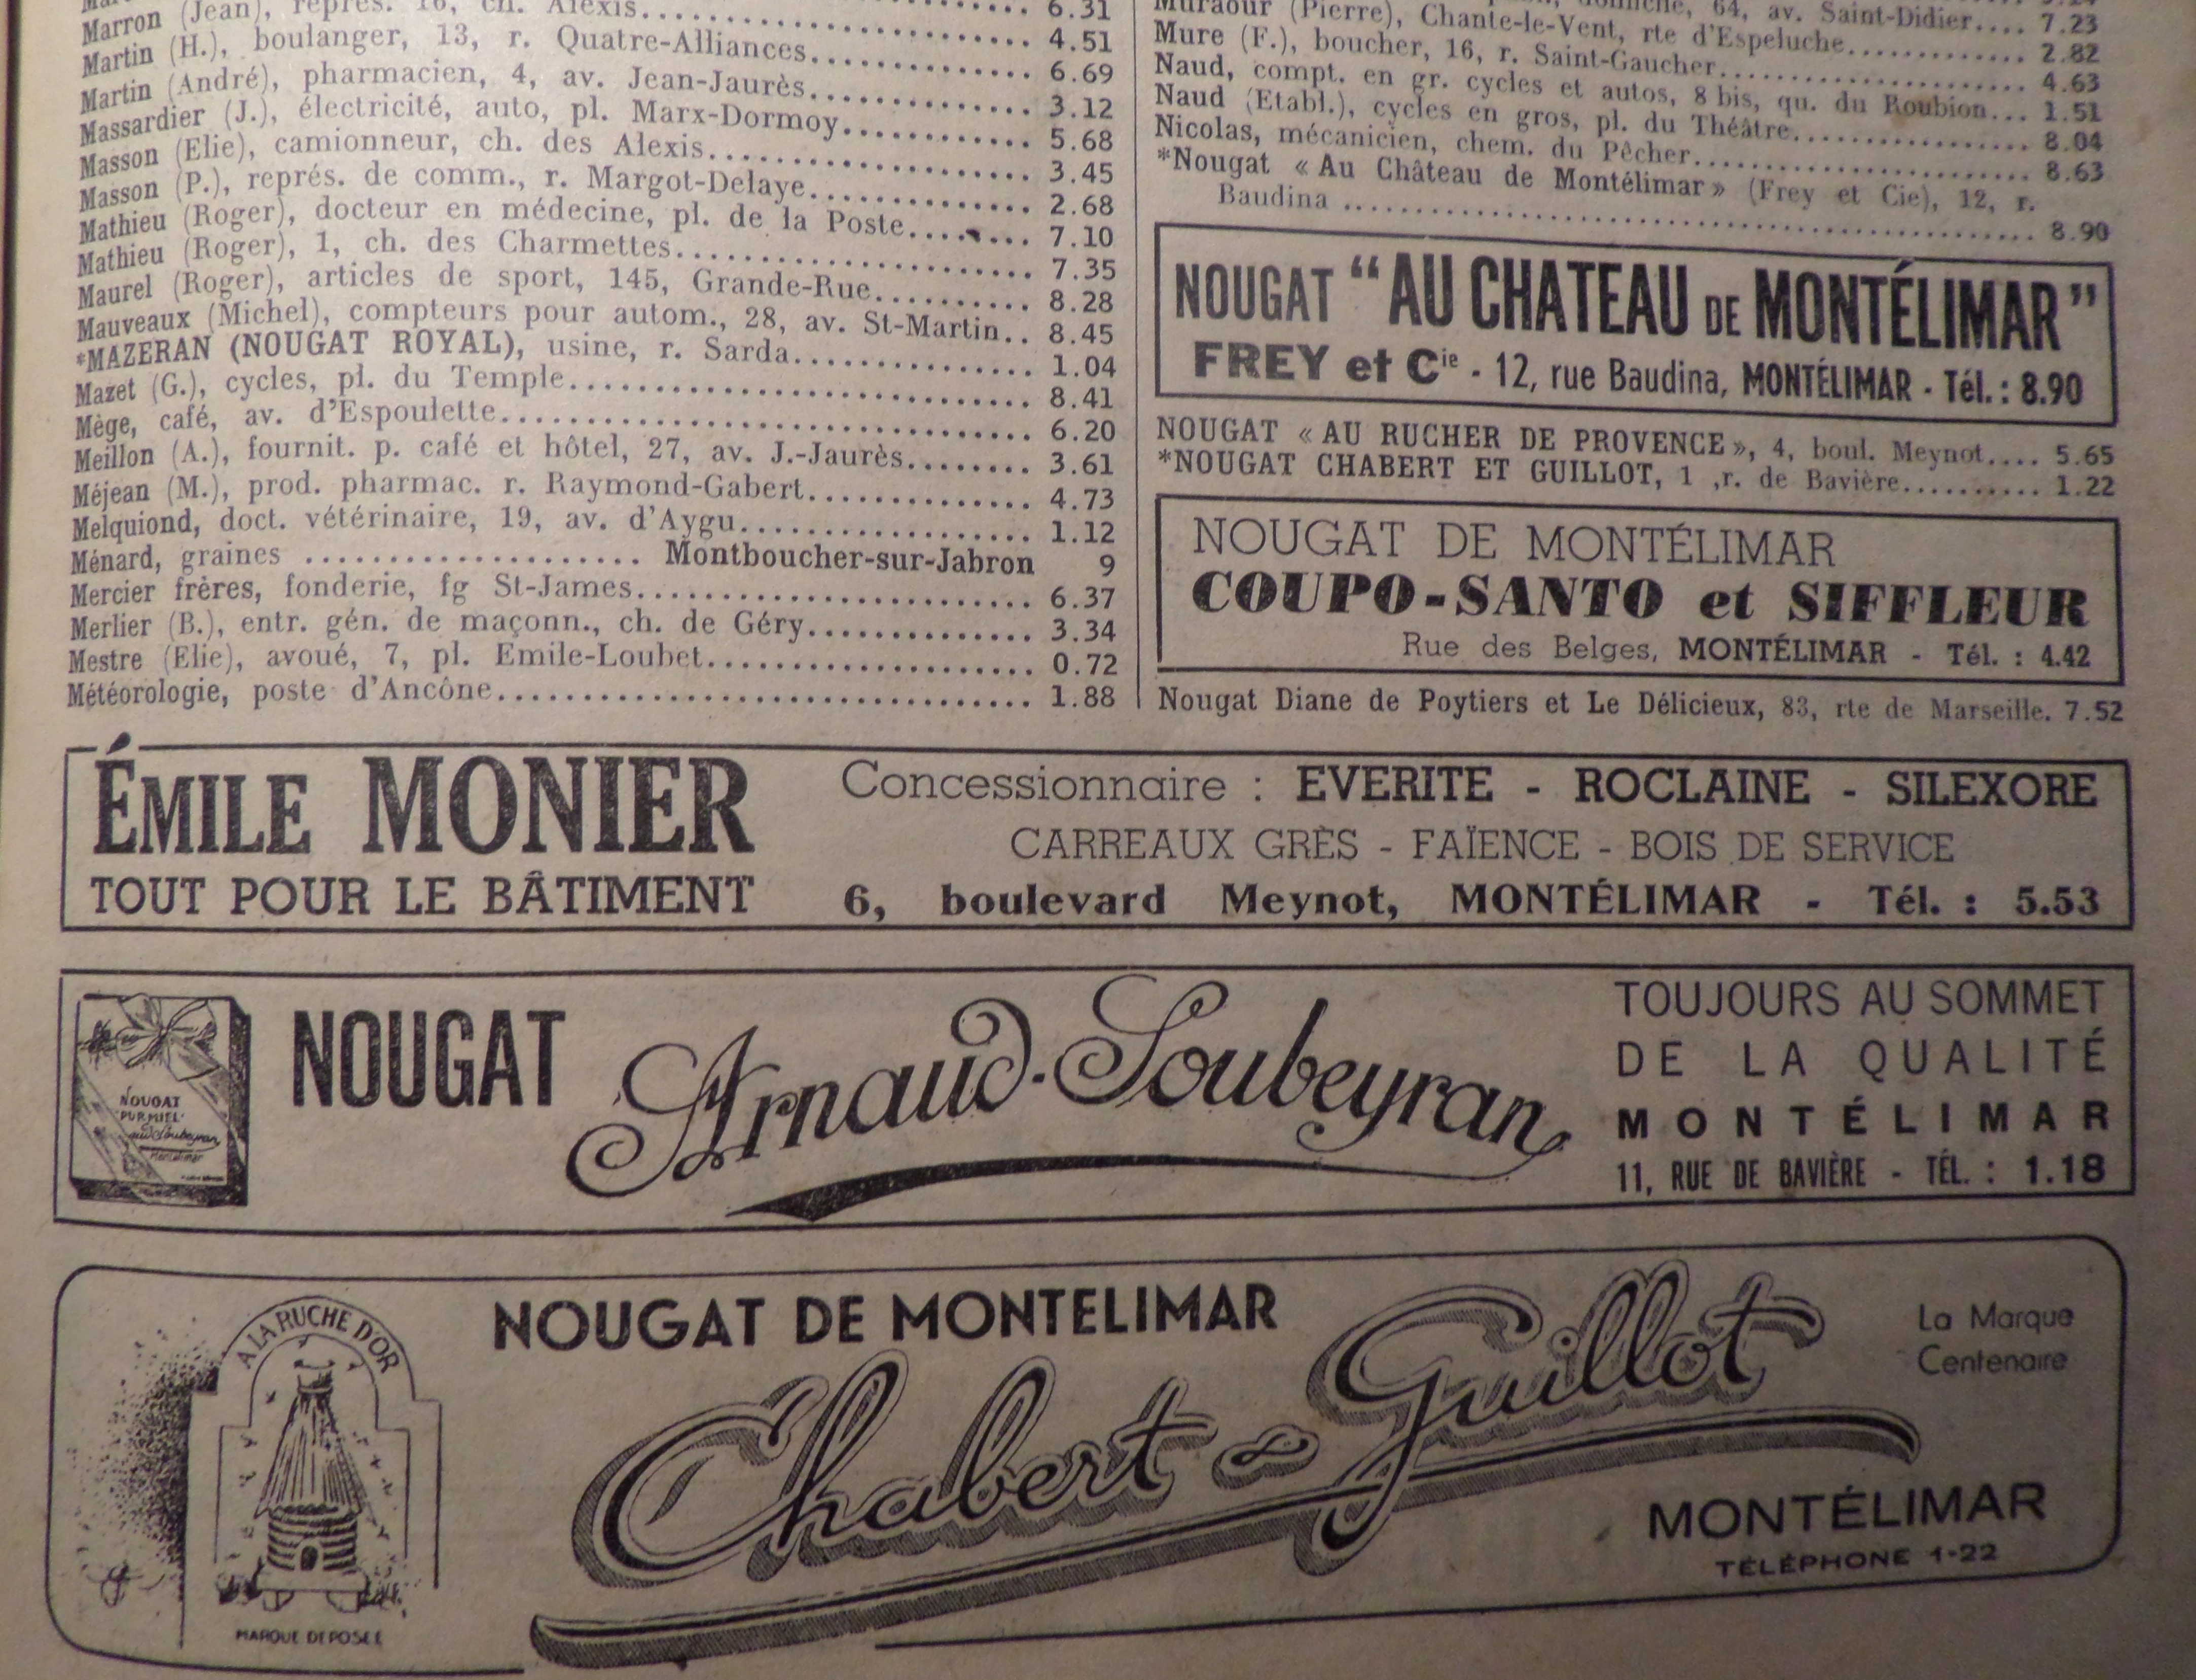 6.31
Marron (Jean), repres. 16, ch. Alexis.......... 4.51
Martin (H.), boulanger, 13, r. Quatre-Alliances.......... 6.69
Martin (André), pharmacien, 4, av. Jean-Jaurès.......... 3.12
Massardier (J.), électricité, auto, pl. Marx-Dormoy.......... 5.68
Masson (Elie), camionneur, ch. des Alexis.......... 3.45
Masson (P.), représ. de comm., r. Margot-Delaye.......... 2.68
Mathieu (Roger), docteur en médecine, pl. de la Poste........ 7.10
Mathieu (Roger), 1, ch. des Charmettes.......... 7.35
Maurel (Roger), articles de sport, 145, Grande-Rue.......... 8.28
Mauveaux (Michel), compteurs pour autom., 28, av. St-Martin.. 8.45
*MAZERAN (NOUGAT ROYAL), usine, r. Sarda.......... 1.04
Mazet (G.), cycles, pl. du Temple.......... 8.41
Mège, café, av. d'Espoulette.......... 6.20
Meillon (A.), fournit. p. café et hôtel, 27, av. J.-Jaurès........ 3.61
Méjean (M.), prod. pharmac. r. Raymond-Gabert.......... 4.73
Melquiond, doct. vétérinaire, 19, av. d'Aygu.......... 1.12
Ménard, graines .......... Montboucher-sur-Jabron 9
Mercier frères, fonderie, fg St-James.......... 6.37
Merlier (B.), entr. gén. de maçonn., ch. de Géry.......... 3.34
Mestre (Elie), avoué, 7, pl. Emile-Loubet.......... 0.72
Météorologie, poste d'Ancône.......... 1.88
64, av. Saint-Didier.... 7.23
Muraour (Pierre), Chante-le-Vent, rte d'Espeluche.......... 2.82
Mure (F.), boucher, 16, r. Saint-Gaucher.......... 4.63
Naud, compt. en gr. cycles et autos, 8 bis, qu. du Roubion... 1.51
Naud (Etabl.), cycles en gros, pl. du Théâtre.......... 8.04
Nicolas, mécanicien, chem. du Pêcher.......... 8.63
*Nougat « Au Château de Montélimar » (Frey et Cie), 12, r.
Baudina .......... 8.90
NOUGAT “AU CHATEAU DE MONTÉLIMAR”
FREY et Cie - 12, rue Baudina, MONTÉLIMAR - Tél. : 8.90
NOUGAT « AU RUCHER DE PROVENCE », 4, boul. Meynot.... 5.65
*NOUGAT CHABERT ET GUILLOT, 1 ,r. de Bavière.......... 1.22
NOUGAT DE MONTÉLIMAR
COUPO-SANTO et SIFFLEUR
Rue des Belges, MONTÉLIMAR - Tél. : 4.42
Nougat Diane de Poytiers et Le Délicieux, 83, rte de Marseille. 7.52
ÉMILE MONIER
TOUT POUR LE BÂTIMENT
Concessionnaire : EVERITE - ROCLAINE - SILEXORE
CARREAUX GRÈS - FAÏENCE - BOIS DE SERVICE
6, boulevard Meynot, MONTÉLIMAR - Tél. : 5.53
NOUGAT
PUR MIEL
Montélimar
NOUGAT Arnaud-Soubeyran
TOUJOURS AU SOMMET
DE LA QUALITÉ
MONTÉLIMAR
11, RUE DE BAVIÈRE - TÉL. : 1.18
A LA RUCHE D'OR
MARQUE DEPOSEE
NOUGAT DE MONTELIMAR
Chabert & Guillot
La Marque
Centenaire
MONTÉLIMAR
TÉLÉPHONE 1-22